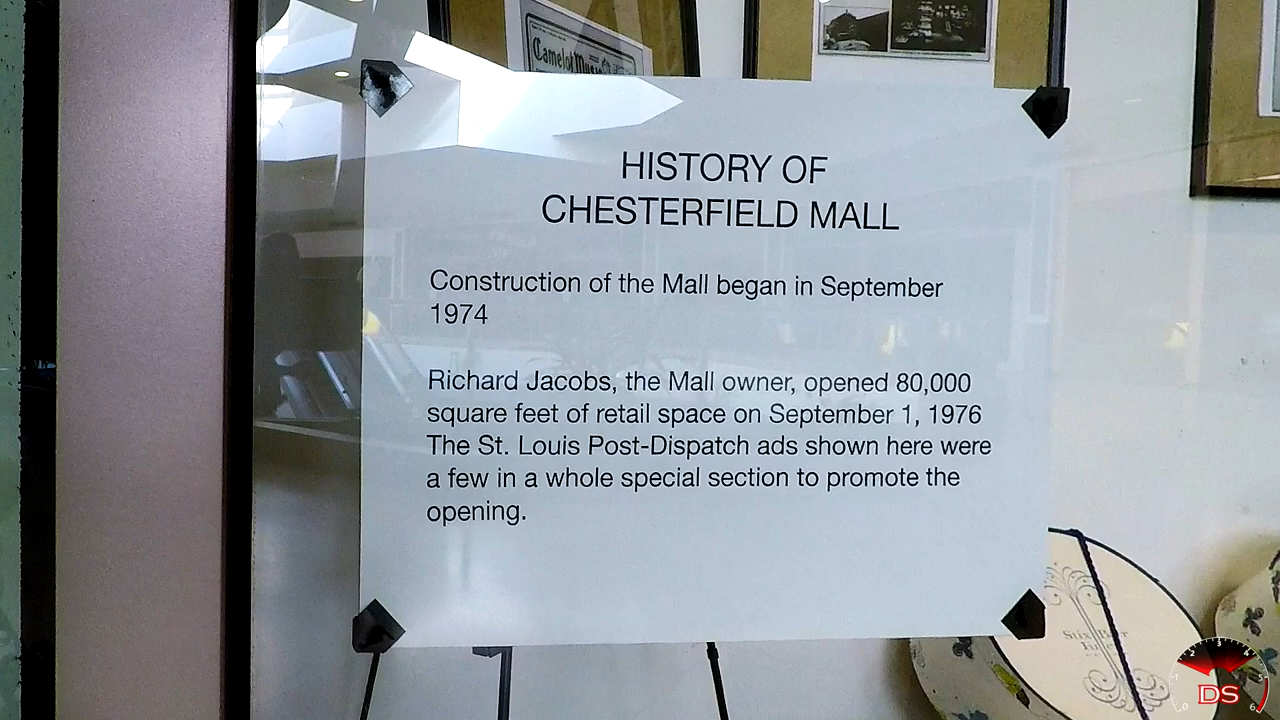 Camelot Music
HISTORY OF
CHESTERFIELD MALL
Construction of the Mall began in September
1974
Richard Jacobs, the Mall owner, opened 80,000
square feet of retail space on September 1, 1976
The St. Louis Post-Dispatch ads shown here were
a few in a whole special section to promote the
opening.
DS